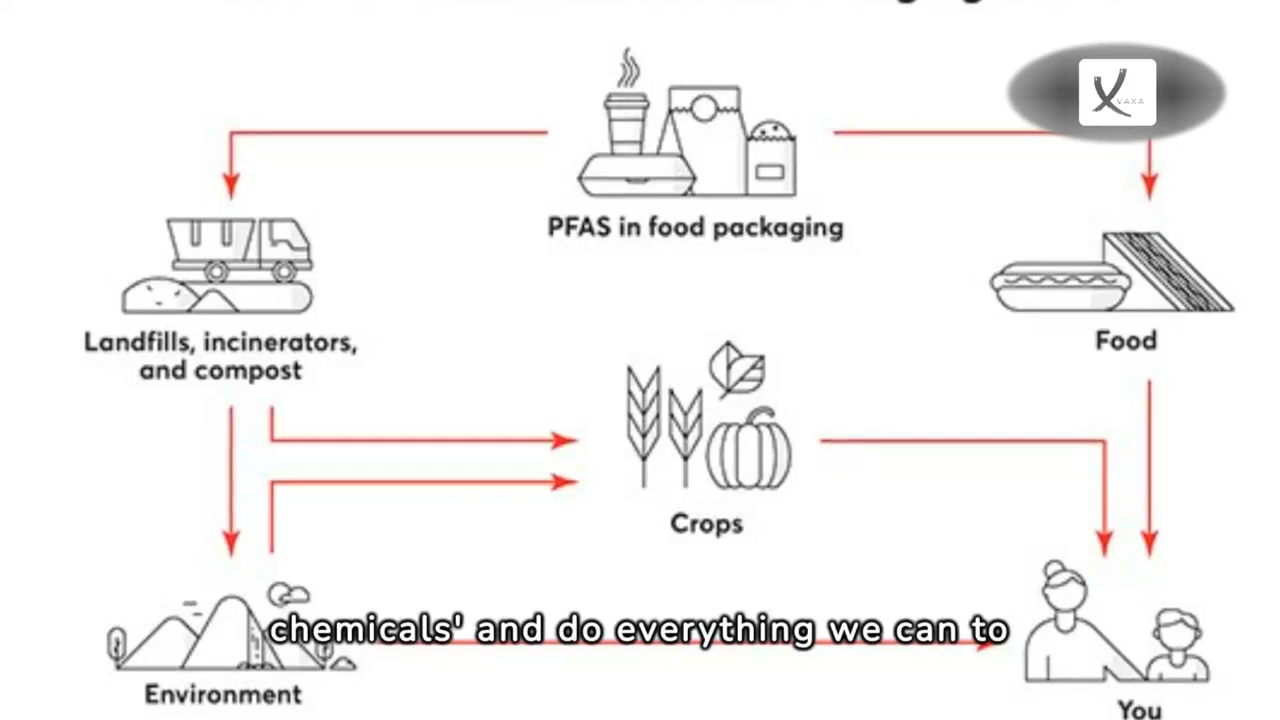 VAXA
PFAS in food packaging
Landfills, incinerators,
and compost
Food
Crops
chemicals' and do everything we can to
Environment
You